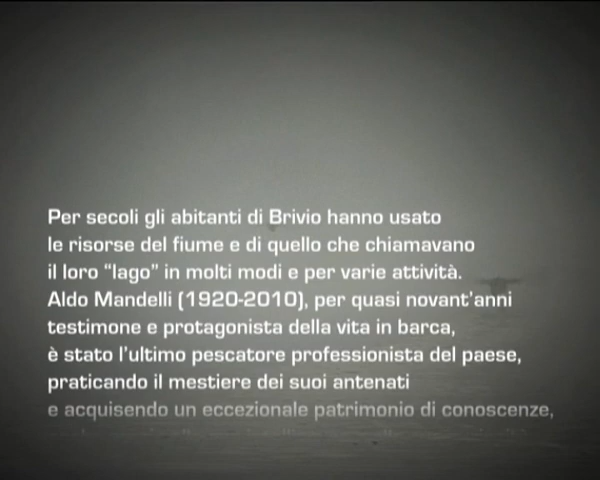 Per secoli gli abitanti di Brivio hanno usato
le risorse del fiume e di quello che chiamavano
il loro "lago" in molti modi e per varie attività.
Aldo Mandelli (1920-2010), per quasi novant'anni
testimone e protagonista della vita in barca,
è stato l'ultimo pescatore professionista del paese,
praticando il mestiere dei suoi antenati
e acquisendo un eccezionale patrimonio di conoscenze,